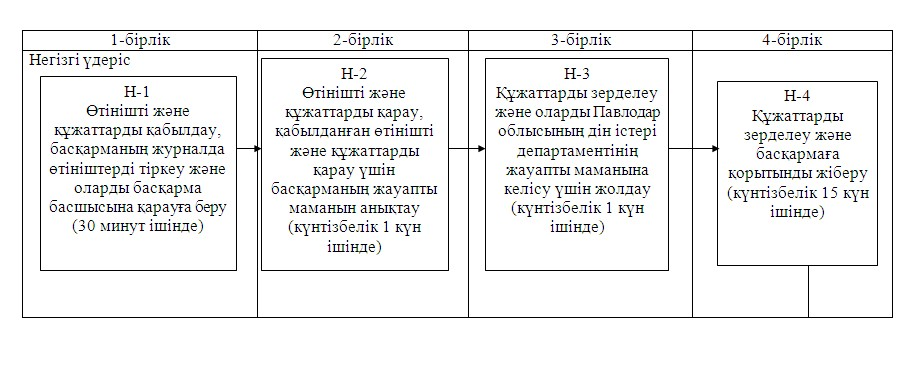 1-бірлік
2-бірлік
3-бірлік
4-бірлік
Негізгі үдеріс
Н-1
Өтінішті және
құжаттарды қабылдау,
басқарманың журналда
өтініштерді тіркеу және
оларды басқарма
басшысына қарауға беру
(30 минут ішінде)
Н-2
Өтінішті және
құжаттарды қарау,
қабылданған өтінішті
және құжаттарды
қарау үшін
басқарманың жауапты
маманын анықтау
(күнтізбелік 1 күн
ішінде)
Н-3
Құжаттарды зерделеу
және оларды Павлодар
облысының дін істері
департаментінің
жауапты маманына
келісу үшін жолдау
(күнтізбелік 1 күн
ішінде)
Н-4
Құжаттарды
зерделеу және
басқармаға
қорытынды жіберу
(күнтізбелік 15 күн
ішінде)